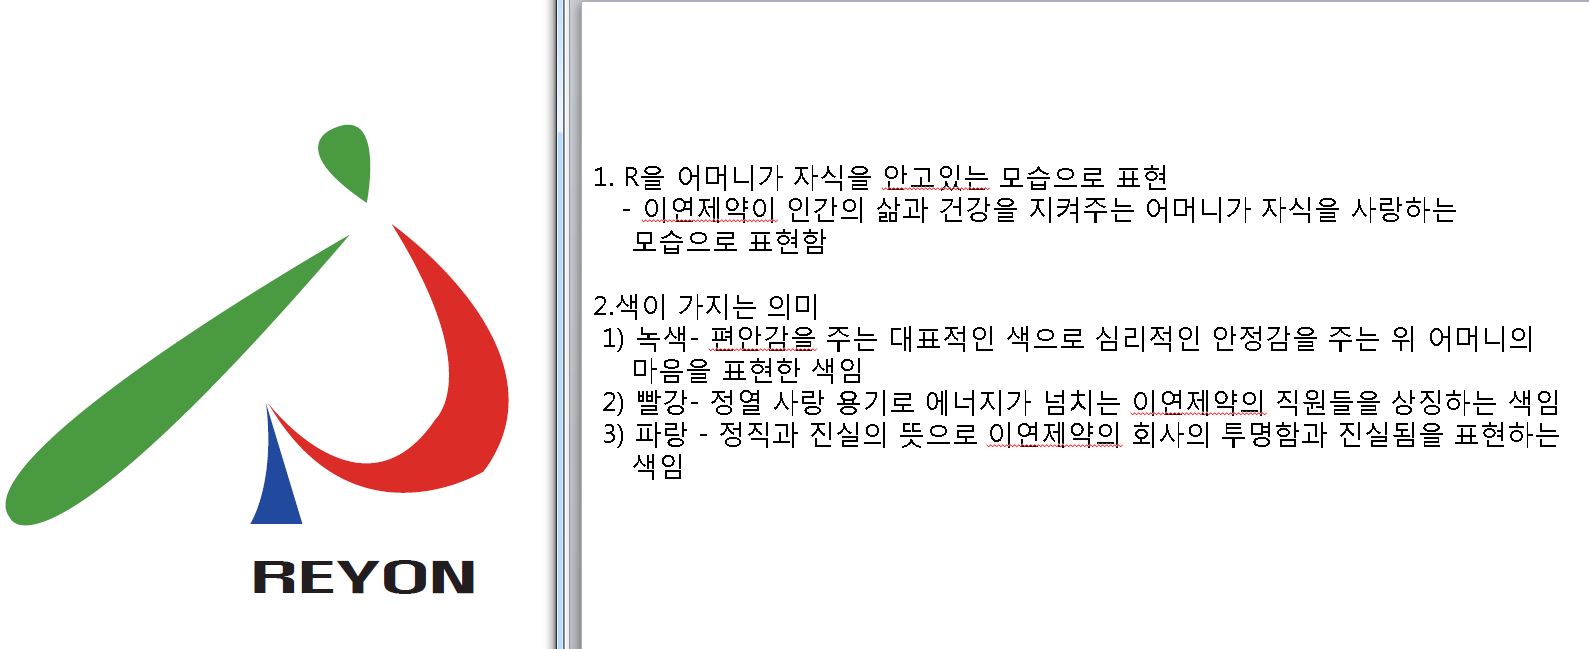 1. R을 어머니가 자식을 안고있는 모습으로 표현
- 이연제약이 인간의 삶과 건강을 지켜주는 어머니가 자식을 사랑하는
모습으로 표현함
2.색이 가지는 의미
1) 녹색- 편안감을 주는 대표적인 색으로 심리적인 안정감을 주는 위 어머니의
마음을 표현한 색임
2) 빨강- 정열 사랑 용기로 에너지가 넘치는 이연제약의 직원들을 상징하는 색임
3) 파랑 - 정직과 진실의 뜻으로 이연제약의 회사의 투명함과 진실됨을 표현하는
색임
REYON